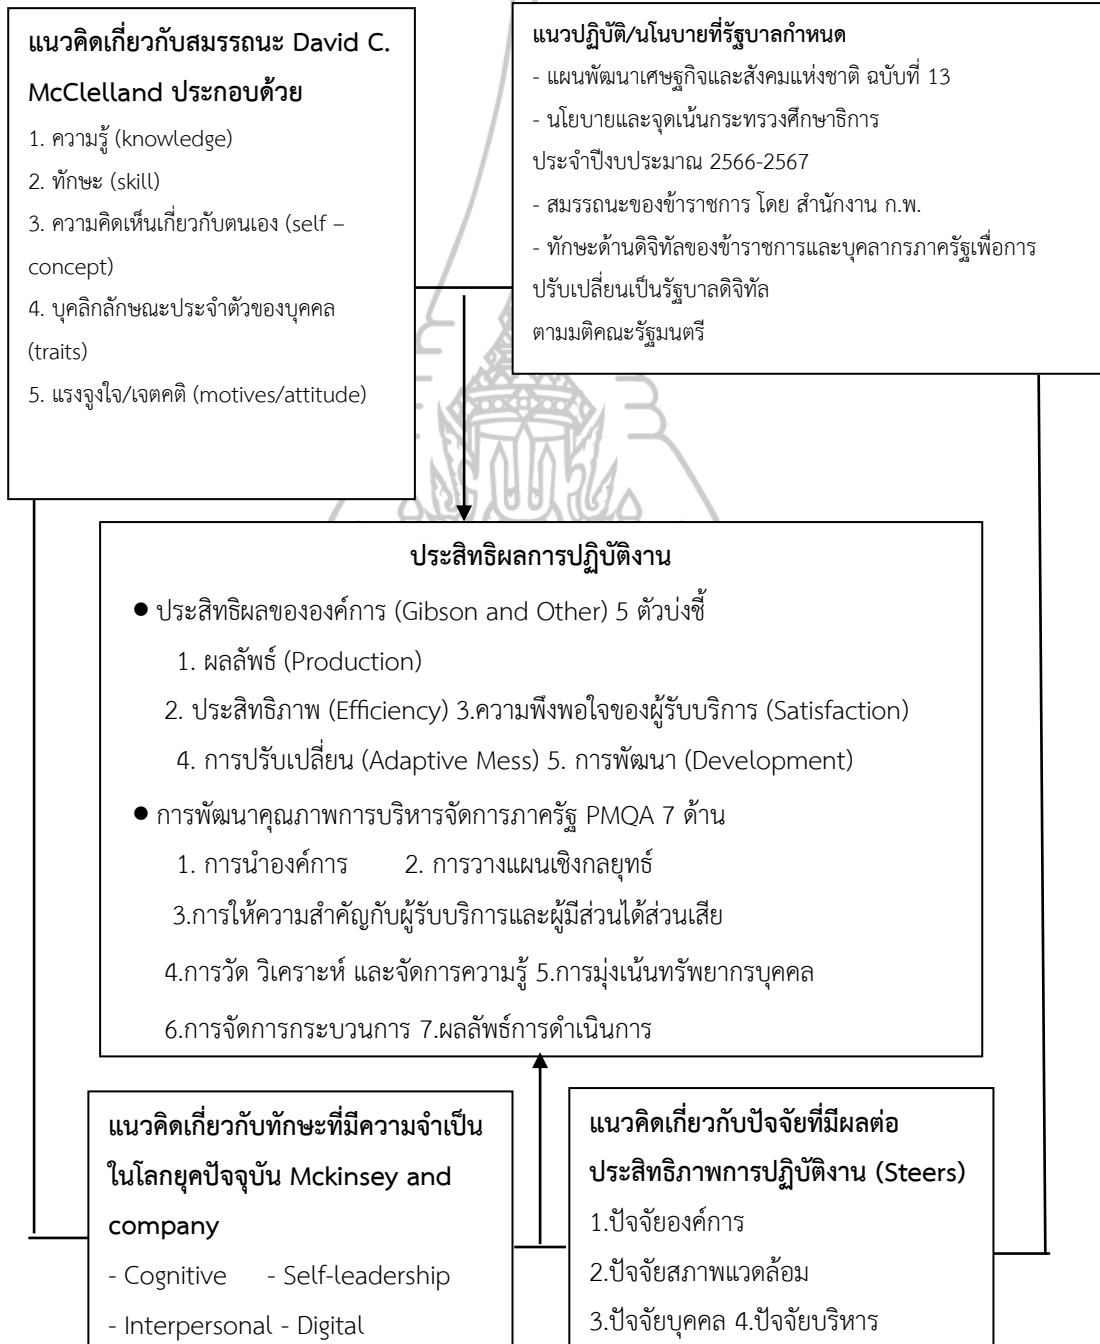 แนวคิดเกี่ยวกับสมรรถนะ David C.
McClelland ประกอบด้วย
1. ความรู้ (knowledge)
2. ทักษะ (skill)
3. ความคิดเห็นเกี่ยวกับตนเอง (self –
concept)
4. บุคลิกลักษณะประจำตัวของบุคคล
(traits)
5. แรงจูงใจ/เจตคติ (motives/attitude)
แนวปฏิบัติ/นโนบายที่รัฐบาลกำหนด
- แผนพัฒนาเศรษฐกิจและสังคมแห่งชาติ ฉบับที่ 13
- นโยบายและจุดเน้นกระทรวงศึกษาธิการ
ประจำปีงบประมาณ 2566-2567
- สมรรถนะของข้าราชการ โดย สำนักงาน ก.พ.
- ทักษะด้านดิจิทัลของข้าราชการและบุคลากรภาครัฐเพื่อการ
ปรับเปลี่ยนเป็นรัฐบาลดิจิทัล
ตามมติคณะรัฐมนตรี
ประสิทธิผลการปฏิบัติงาน
● ประสิทธิผลขององค์การ (Gibson and Other) 5 ตัวบ่งชี้
1. ผลลัพธ์ (Production)
2. ประสิทธิภาพ (Efficiency) 3.ความพึงพอใจของผู้รับบริการ (Satisfaction)
4. การปรับเปลี่ยน (Adaptive Mess) 5. การพัฒนา (Development)
● การพัฒนาคุณภาพการบริหารจัดการภาครัฐ PMQA 7 ด้าน
1. การนำองค์การ 2. การวางแผนเชิงกลยุทธ์
3.การให้ความสำคัญกับผู้รับบริการและผู้มีส่วนได้ส่วนเสีย
4.การวัด วิเคราะห์ และจัดการความรู้ 5.การมุ่งเน้นทรัพยากรบุคคล
6.การจัดการกระบวนการ 7.ผลลัพธ์การดำเนินการ
แนวคิดเกี่ยวกับทักษะที่มีความจำเป็น
ในโลกยุคปัจจุบัน Mckinsey and
company
- Cognitive - Self-leadership
- Interpersonal - Digital
แนวคิดเกี่ยวกับปัจจัยที่มีผลต่อ
ประสิทธิภาพการปฏิบัติงาน (Steers)
1.ปัจจัยองค์การ
2.ปัจจัยสภาพแวดล้อม
3.ปัจจัยบุคคล 4.ปัจจัยบริหาร